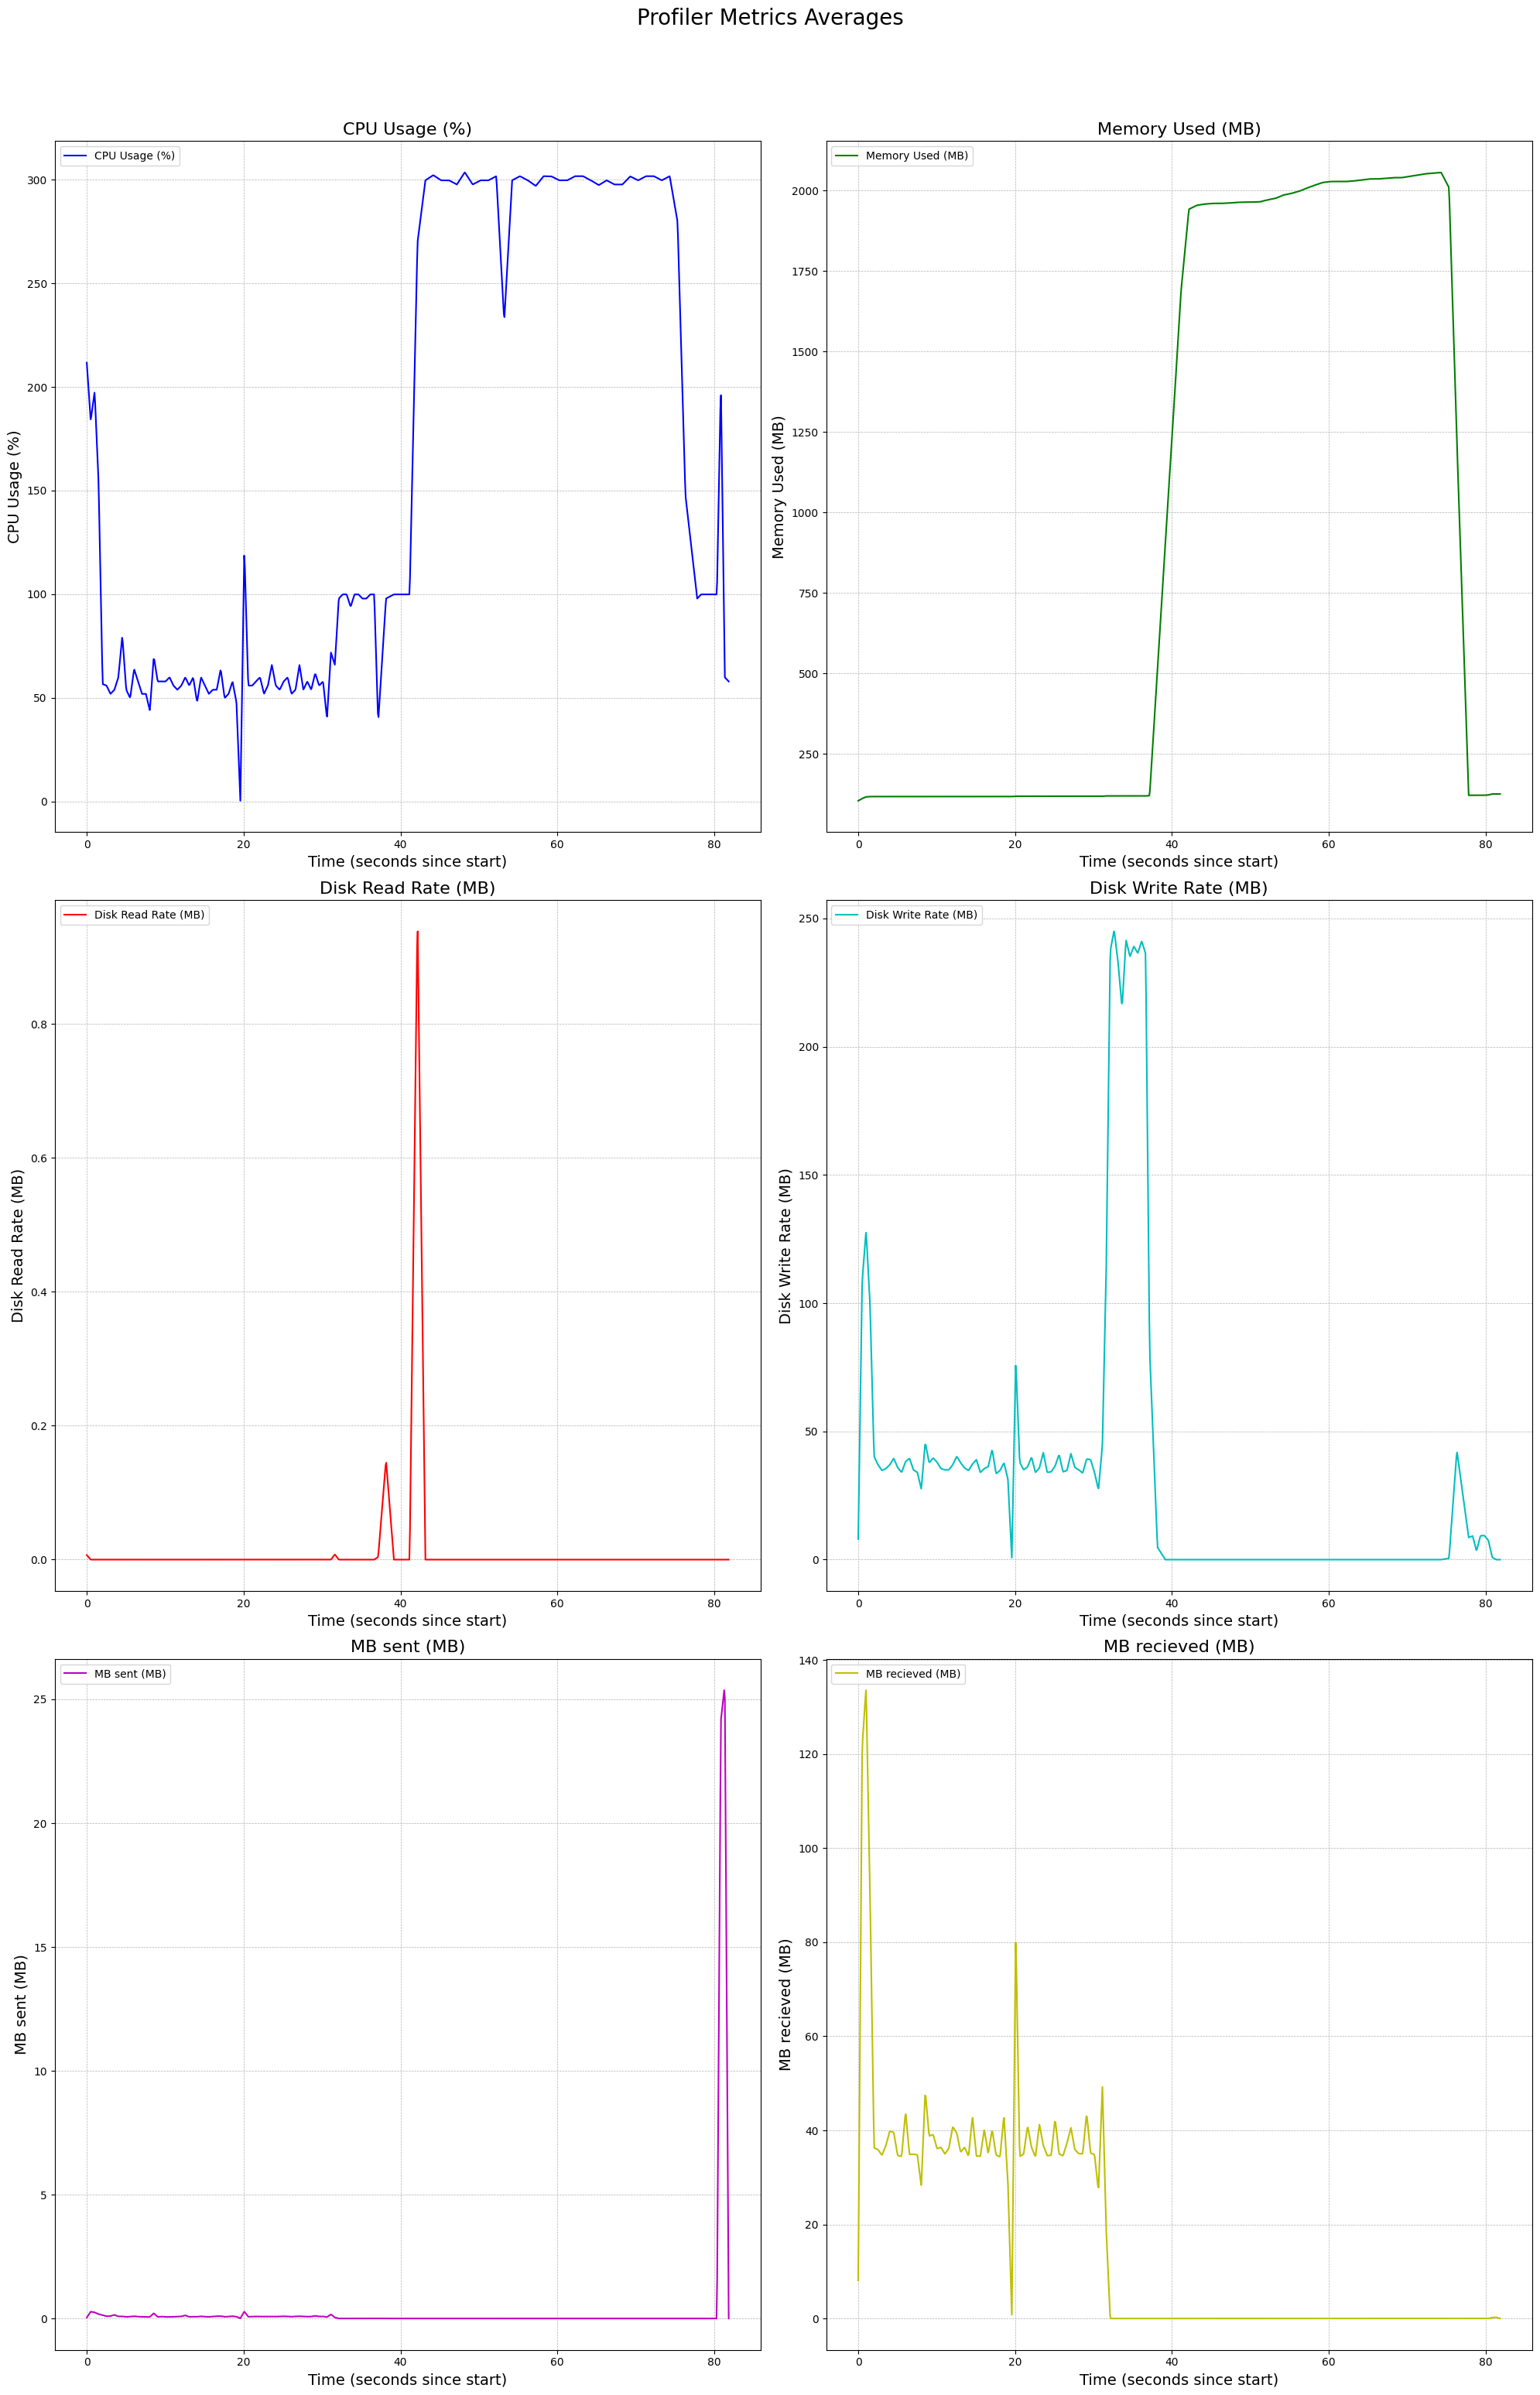 Profiler Metrics Averages
CPU Usage (%)
CPU Usage (%)
CPU Usage (%)
300
250
200
150
100
50
0
0 20 40 60 80
Time (seconds since start)
Memory Used (MB)
Memory Used (MB)
Memory Used (MB)
2000
1750
1500
1250
1000
750
500
250
0 20 40 60 80
Time (seconds since start)
Disk Read Rate (MB)
Disk Read Rate (MB)
Disk Read Rate (MB)
0.8
0.6
0.4
0.2
0.0
0 20 40 60 80
Time (seconds since start)
Disk Write Rate (MB)
Disk Write Rate (MB)
Disk Write Rate (MB)
250
200
150
100
50
0
0 20 40 60 80
Time (seconds since start)
MB sent (MB)
MB sent (MB)
MB sent (MB)
25
20
15
10
5
0
0 20 40 60 80
Time (seconds since start)
MB recieved (MB)
MB recieved (MB)
MB recieved (MB)
140
120
100
80
60
40
20
0
0 20 40 60 80
Time (seconds since start)